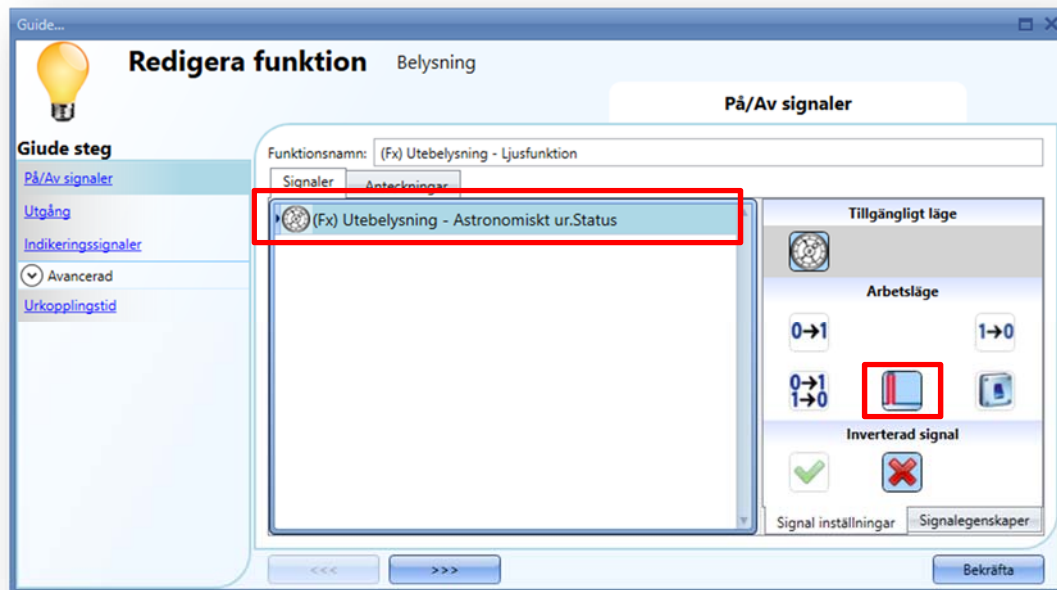 Guide...
Redigera funktion Belysning
På/Av signaler
Giude steg
På/Av signaler
Utgång
Indikeringssignaler
Avancerad
Urkopplingstid
Funktionsnamn: (Fx) Utebelysning - Ljusfunktion
Signaler Anteckningar
(Fx) Utebelysning - Astronomiskt ur.Status
Tillgängligt läge
Arbetsläge
0→1 1→0
0→1
1→0
Inverterad signal
Signal inställningar Signalegenskaper
<<< >>> Bekräfta